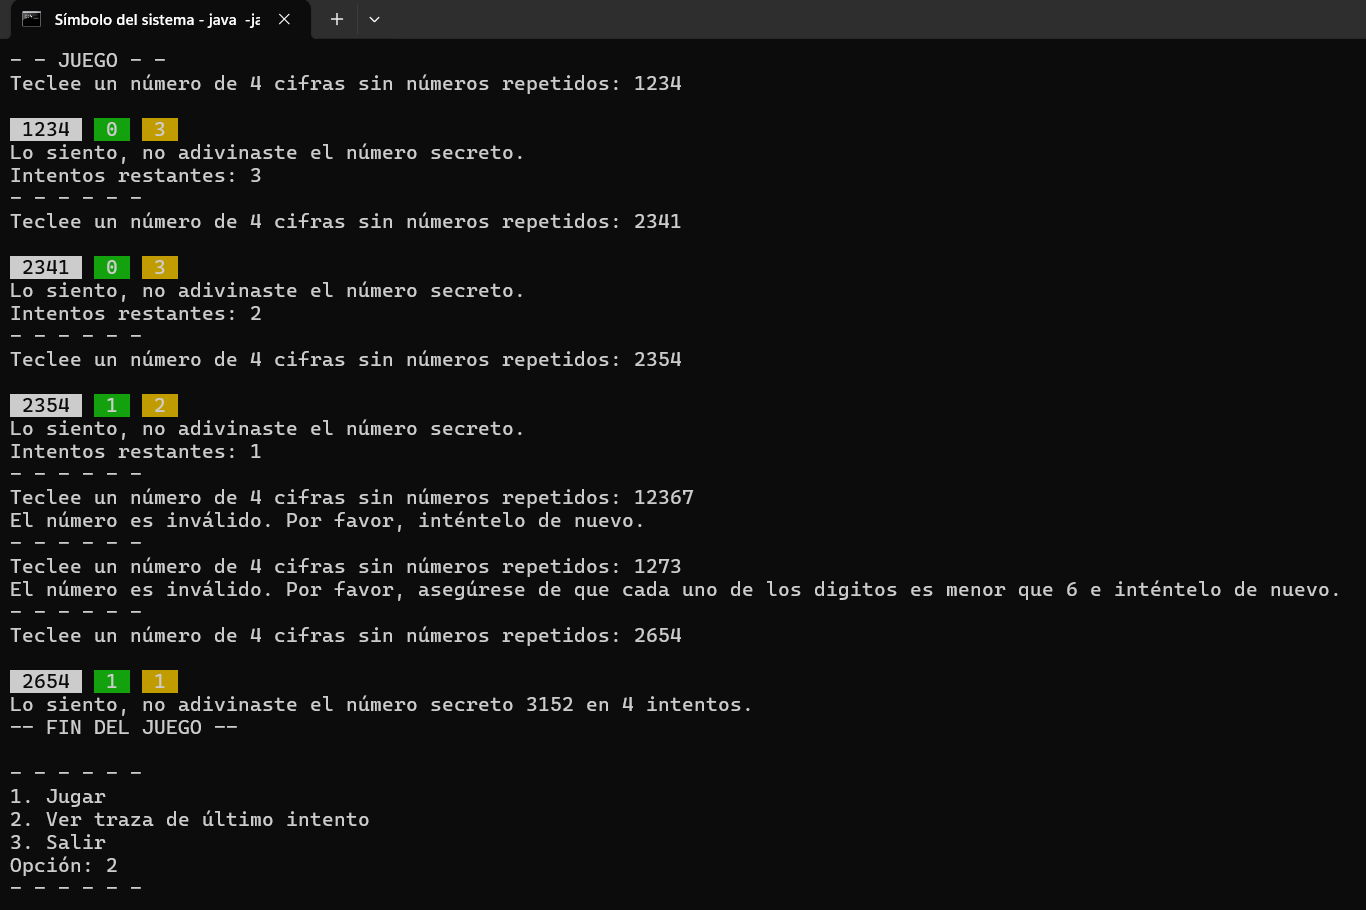 Símbolo del sistema - java -ja
- - JUEGO - -
Teclee un número de 4 cifras sin números repetidos: 1234
1234 0 3
Lo siento, no adivinaste el número secreto.
Intentos restantes: 3
- - - - - -
Teclee un número de 4 cifras sin números repetidos: 2341
2341 0 3
Lo siento, no adivinaste el número secreto.
Intentos restantes: 2
- - - - - -
Teclee un número de 4 cifras sin números repetidos: 2354
2354 1 2
Lo siento, no adivinaste el número secreto.
Intentos restantes: 1
- - - - - -
Teclee un número de 4 cifras sin números repetidos: 12367
El número es inválido. Por favor, inténtelo de nuevo.
- - - - - -
Teclee un número de 4 cifras sin números repetidos: 1273
El número es inválido. Por favor, asegúrese de que cada uno de los digitos es menor que 6 e inténtelo de nuevo.
- - - - - -
Teclee un número de 4 cifras sin números repetidos: 2654
2654 1 1
Lo siento, no adivinaste el número secreto 3152 en 4 intentos.
-- FIN DEL JUEGO --
- - - - - -
1. Jugar
2. Ver traza de último intento
3. Salir
Opción: 2
- - - - - -